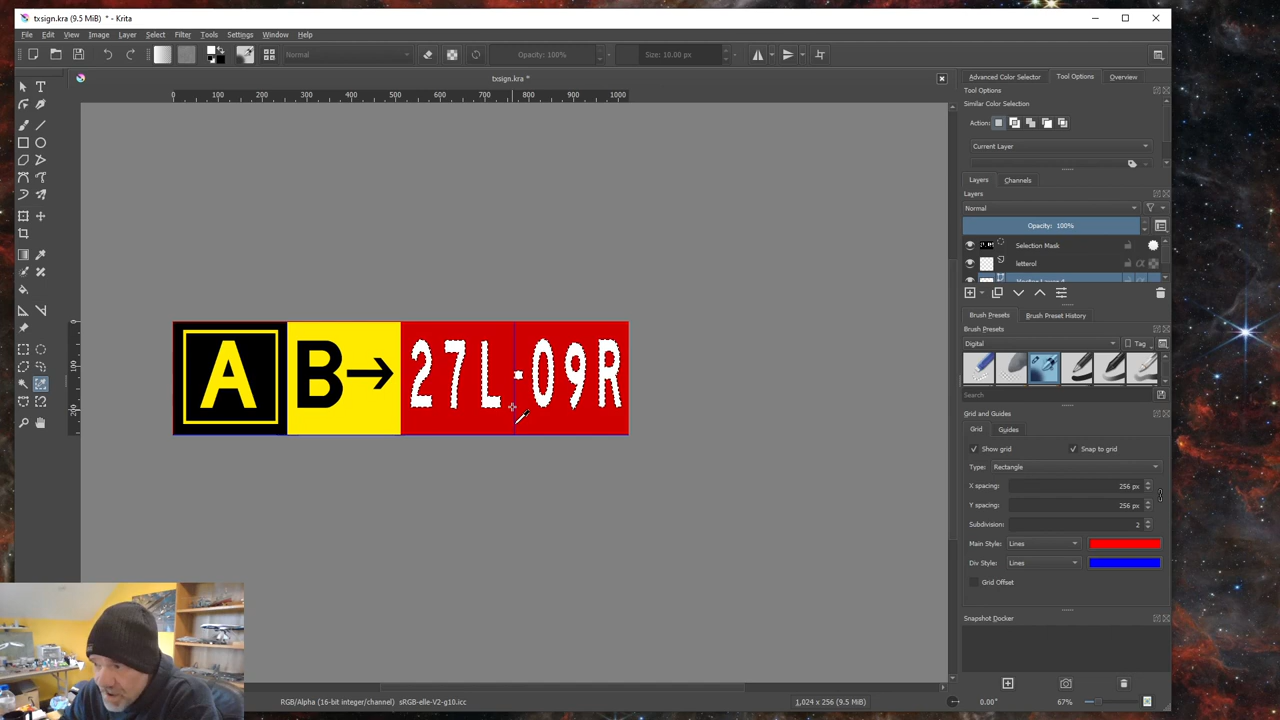 txsign.kra (9.5 MiB) * - Krita
File Edit View Image Layer Select Filter Tools Settings Window Help
Normal
Opacity: 100%
Size: 10.00 px
txsign.kra *
0 100 200 300 400 500 600 700 800 900 1000
0
100
200
A B→ 27L-09R
Advanced Color Selector Tool Options Overview
Tool Options
Similar Color Selection
Action:
Current Layer
Layers Channels
Layers
Normal
Opacity: 100%
Selection Mask
letterol
Brush Presets Brush Preset History
Brush Presets
Digital
Tag
Search
Grid and Guides
Grid Guides
Show grid Snap to grid
Type: Rectangle
X spacing: 256 px
Y spacing: 256 px
Subdivision: 2
Main Style: Lines
Div Style: Lines
Grid Offset
Snapshot Docker
RGB/Alpha (16-bit integer/channel) sRGB-elle-V2-g10.icc
1,024 x 256 (9.5 MiB)
0.00°
67%